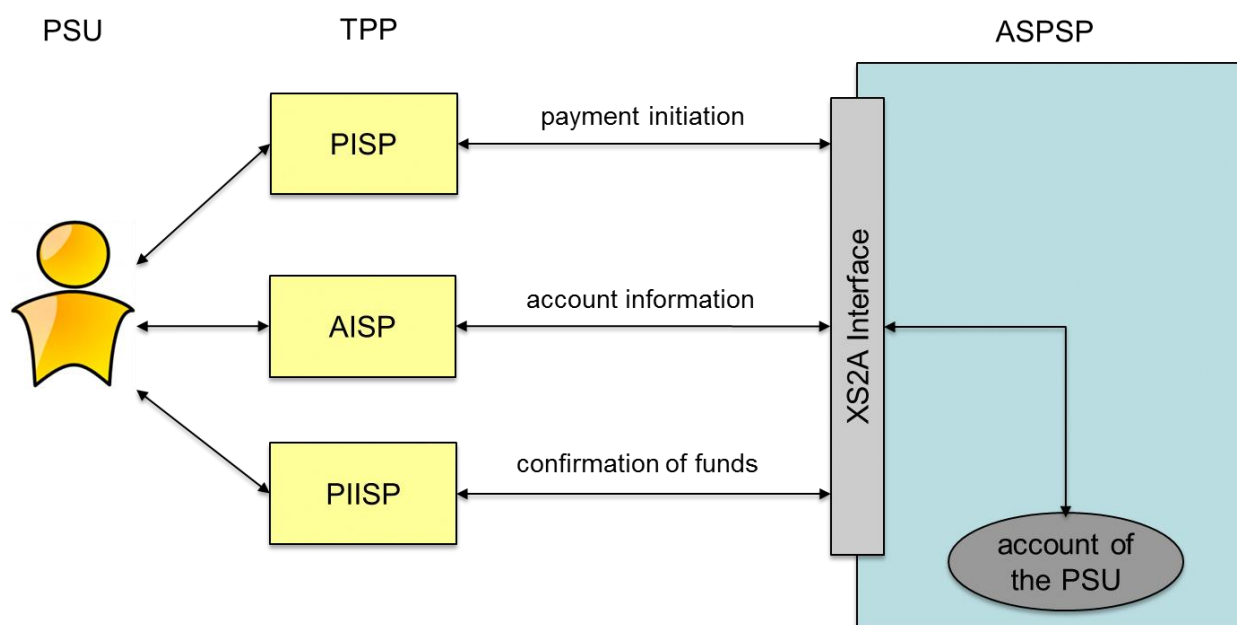 PSU
TPP
ASPSP
PISP
payment initiation
AISP
account information
XS2A Interface
PIISP
confirmation of funds
account of
the PSU